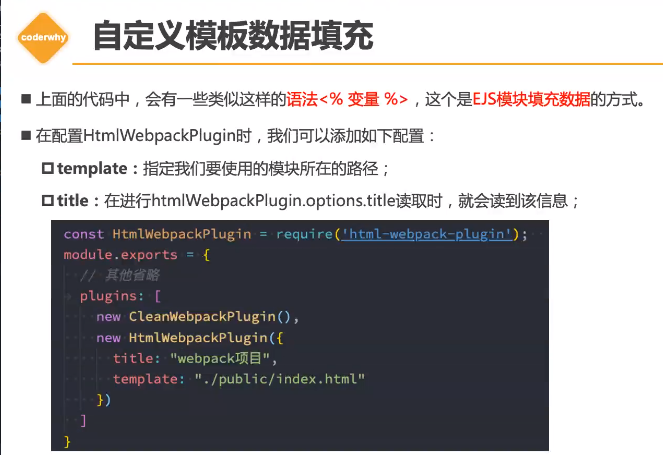 coderwhy
自定义模板数据填充
上面的代码中，会有一些类似这样的语法<% 变量 %>，这个是EJS模块填充数据的方式。
在配置HtmlWebpackPlugin时，我们可以添加如下配置：
template：指定我们要使用的模块所在的路径；
title：在进行htmlWebpackPlugin.options.title读取时，就会读到该信息；
const HtmlWebpackPlugin = require('html-webpack-plugin');
module.exports = {
// 其他省略
plugins: [
new CleanWebpackPlugin(),
new HtmlWebpackPlugin({
title: "webpack项目",
template: "./public/index.html"
})
]
}